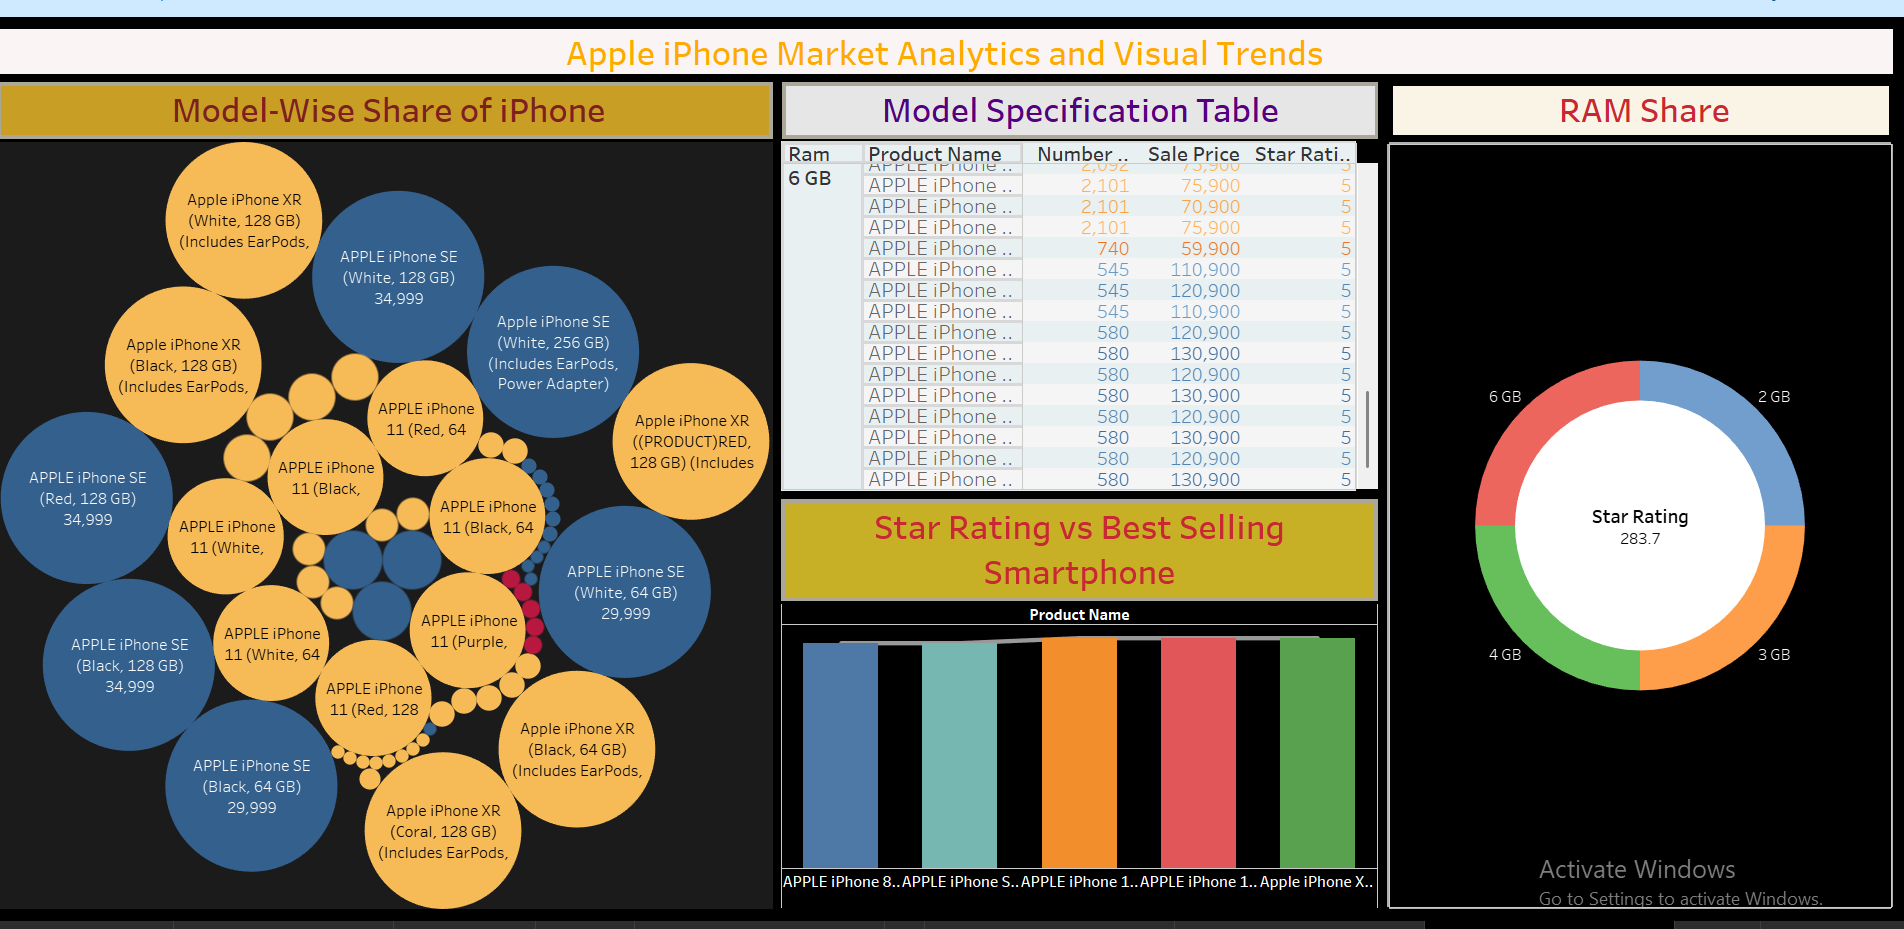 Apple iPhone Market Analytics and Visual Trends
Model-Wise Share of iPhone
Apple iPhone XR
(White, 128 GB)
(Includes EarPods,
APPLE iPhone SE
(White, 128 GB)
34,999
Apple iPhone SE
(White, 256 GB)
(Includes EarPods,
Power Adapter)
Apple iPhone XR
(Black, 128 GB)
(Includes EarPods,
APPLE iPhone
11 (Red, 64
Apple iPhone XR
((PRODUCT)RED,
128 GB) (Includes
APPLE iPhone SE
(Red, 128 GB)
34,999
APPLE iPhone
11 (Black,
APPLE iPhone
11 (Black, 64
APPLE iPhone
11 (White,
APPLE iPhone SE
(White, 64 GB)
29,999
APPLE iPhone SE
(Black, 128 GB)
34,999
APPLE iPhone
11 (White, 64
APPLE iPhone
11 (Purple,
APPLE iPhone
11 (Red, 128
Apple iPhone XR
(Black, 64 GB)
(Includes EarPods,
APPLE iPhone SE
(Black, 64 GB)
29,999
Apple iPhone XR
(Coral, 128 GB)
(Includes EarPods,
Model Specification Table
Ram Product Name Number .. Sale Price Star Rati..
APPLE iPhone .. 2,092 75,900 5
6 GB APPLE iPhone .. 2,101 75,900 5
APPLE iPhone .. 2,101 70,900 5
APPLE iPhone .. 2,101 75,900 5
APPLE iPhone .. 740 59,900 5
APPLE iPhone .. 545 110,900 5
APPLE iPhone .. 545 120,900 5
APPLE iPhone .. 545 110,900 5
APPLE iPhone .. 580 120,900 5
APPLE iPhone .. 580 130,900 5
APPLE iPhone .. 580 120,900 5
APPLE iPhone .. 580 130,900 5
APPLE iPhone .. 580 120,900 5
APPLE iPhone .. 580 130,900 5
APPLE iPhone .. 580 120,900 5
APPLE iPhone .. 580 130,900 5
Star Rating vs Best Selling
Smartphone
Product Name
APPLE iPhone 8.. APPLE iPhone S.. APPLE iPhone 1.. APPLE iPhone 1.. Apple iPhone X..
RAM Share
6 GB 2 GB
Star Rating
283.7
4 GB 3 GB
Activate Windows
Go to Settings to activate Windows.